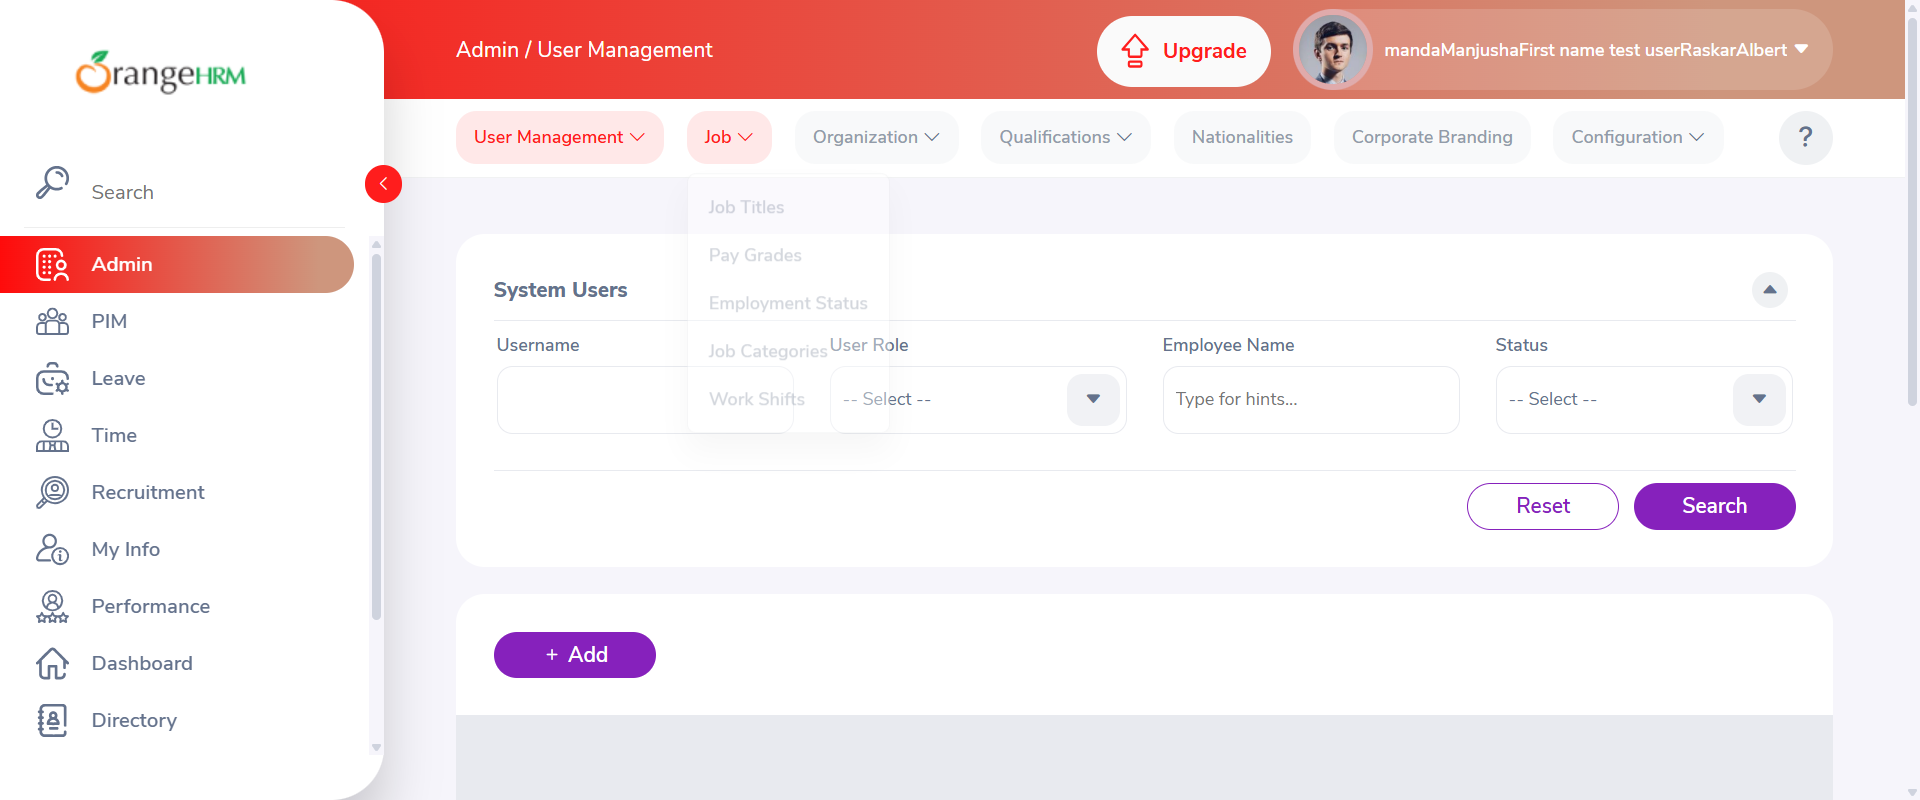 OrangeHRM
Admin / User Management
Upgrade
mandaManjushaFirst name test userRaskarAlbert
User Management
Job
Organization
Qualifications
Nationalities
Corporate Branding
Configuration
?
Search
Admin
PIM
Leave
Time
Recruitment
My Info
Performance
Dashboard
Directory
Job Titles
Pay Grades
Employment Status
Job Categories
Work Shifts
System Users
Username
User Role
-- Select --
Employee Name
Type for hints...
Status
-- Select --
Reset
Search
+ Add